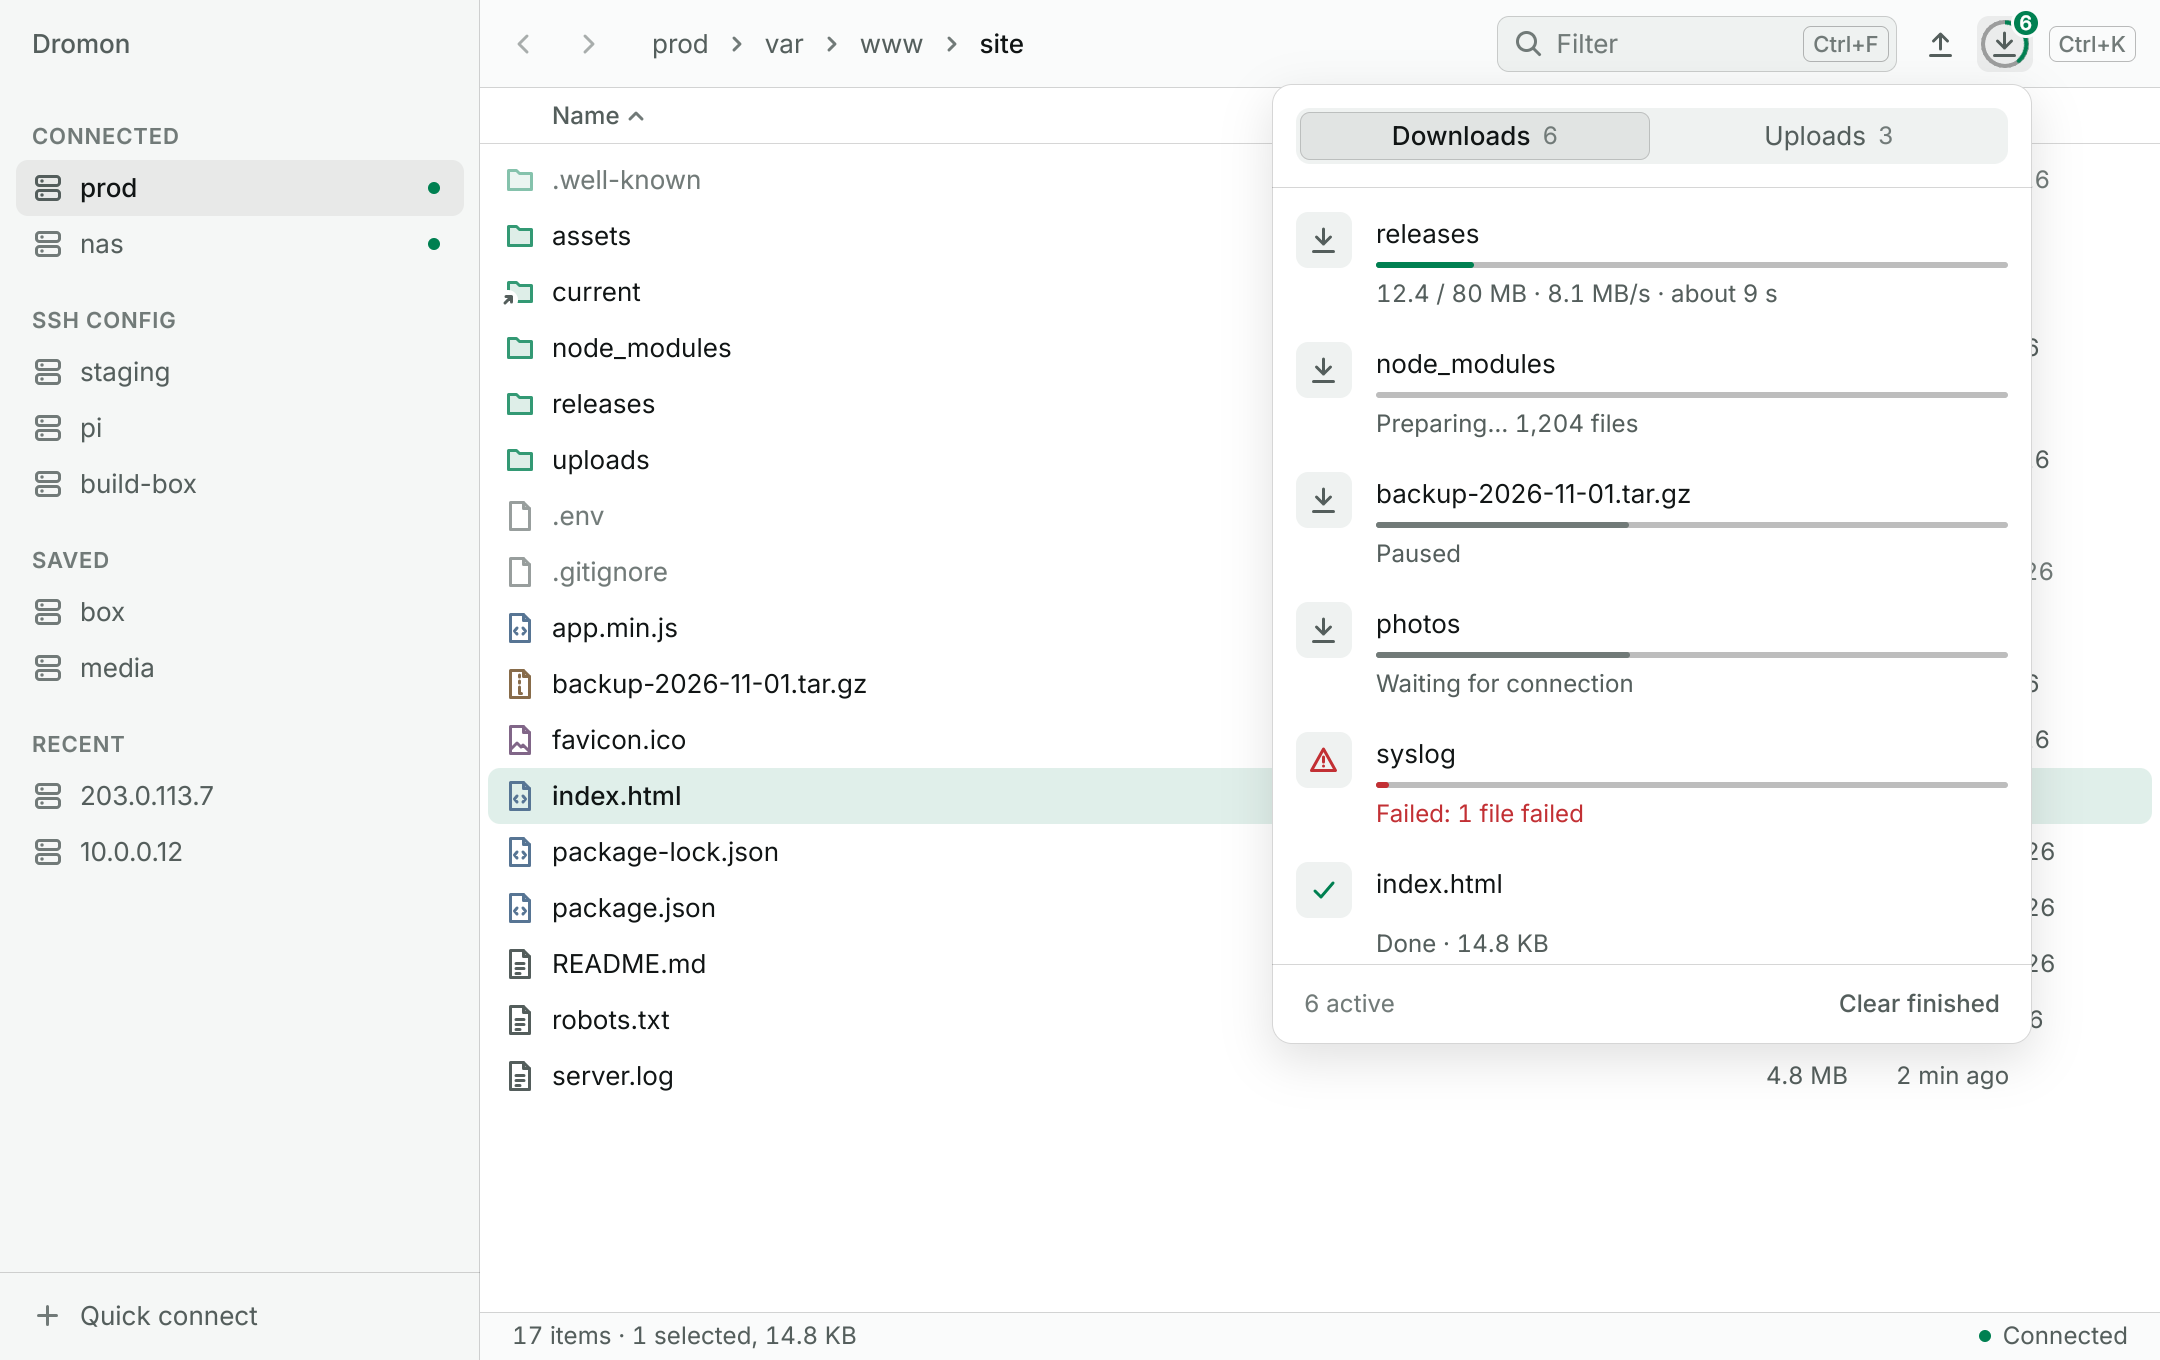 Dromon
CONNECTED
prod
nas
SSH CONFIG
staging
pi
build-box
SAVED
box
media
RECENT
203.0.113.7
10.0.0.12
Quick connect
prod > var > www > site
Filter Ctrl+F
6
Ctrl+K
Name
.well-known
assets
current
node_modules
releases
uploads
.env
.gitignore
app.min.js
backup-2026-11-01.tar.gz
favicon.ico
index.html
package-lock.json
package.json
README.md
robots.txt
server.log 4.8 MB 2 min ago
Downloads 6 Uploads 3
releases
12.4 / 80 MB · 8.1 MB/s · about 9 s
node_modules
Preparing... 1,204 files
backup-2026-11-01.tar.gz
Paused
photos
Waiting for connection
syslog
Failed: 1 file failed
index.html
Done · 14.8 KB
6 active Clear finished
17 items · 1 selected, 14.8 KB
Connected